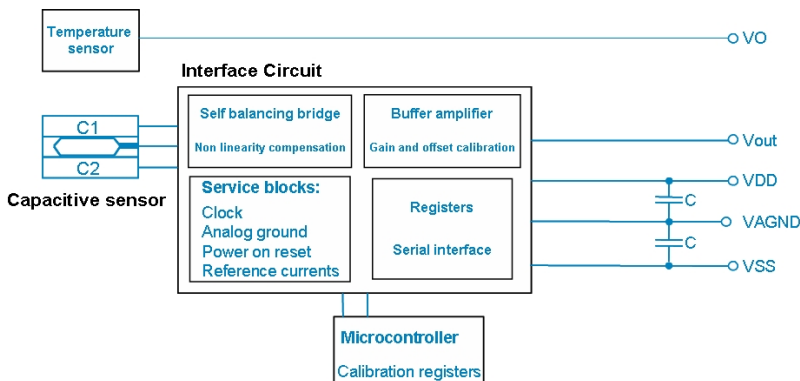 Temperature
sensor
VO
Interface Circuit
Self balancing bridge
Non linearity compensation
Buffer amplifier
Gain and offset calibration
C1
C2
Capacitive sensor
Vout
VDD
C
VAGND
C
VSS
Service blocks:
Clock
Analog ground
Power on reset
Reference currents
Registers
Serial interface
Microcontroller
Calibration registers